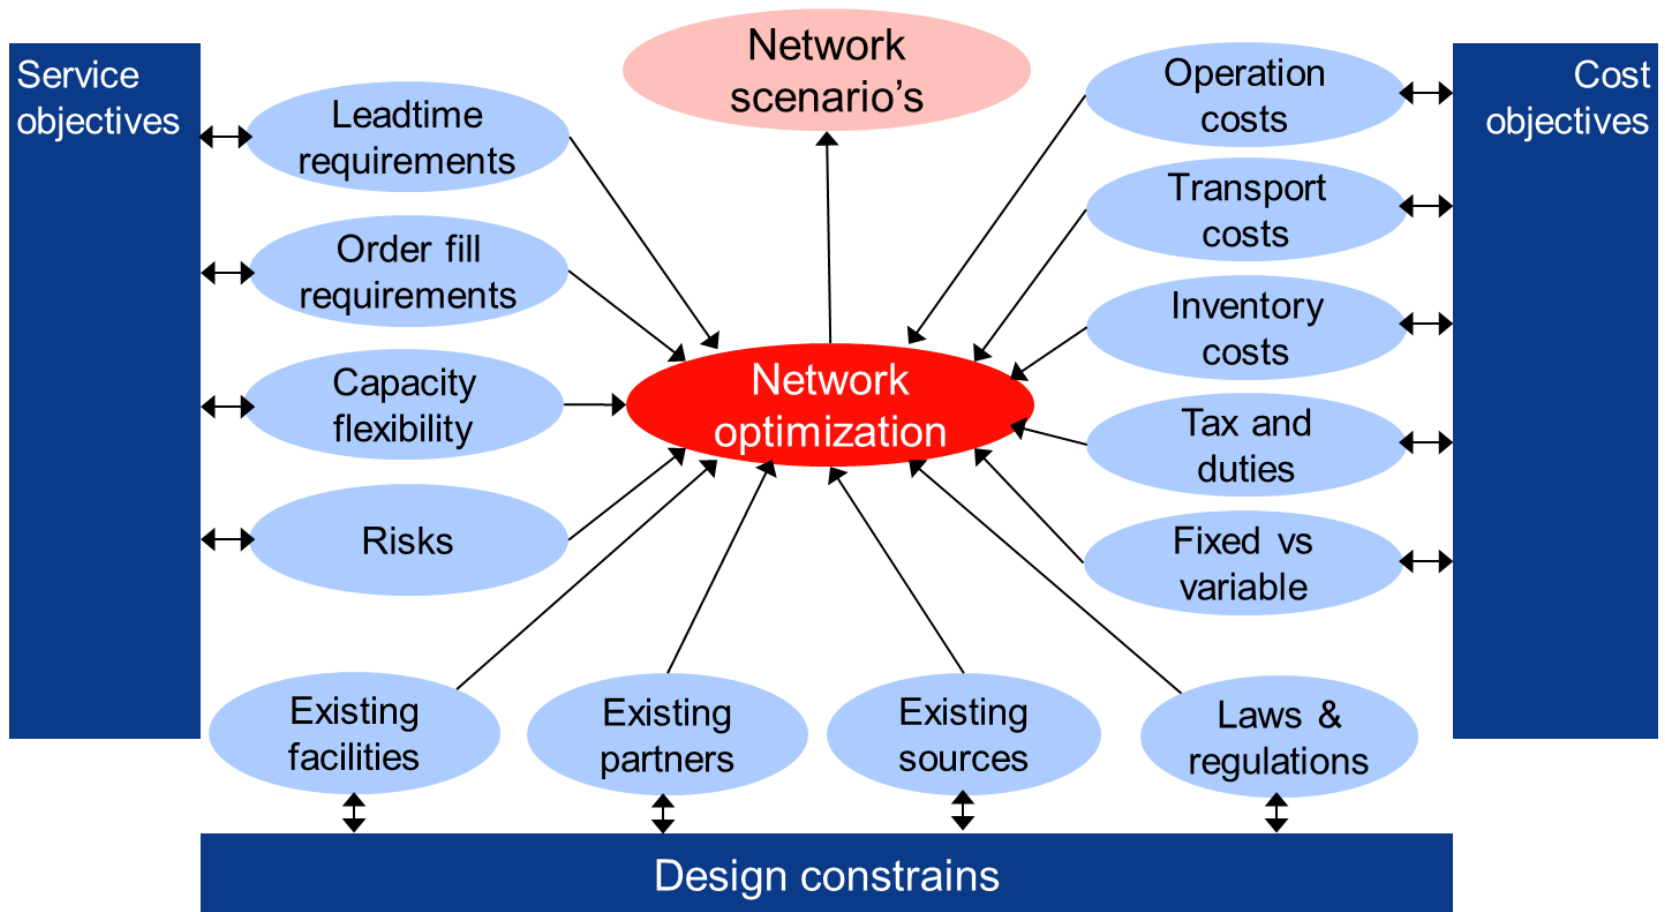 Service
objectives
Leadtime
requirements
Order fill
requirements
Capacity
flexibility
Risks
Network
scenario's
Network
optimization
Operation
costs
Transport
costs
Inventory
costs
Tax and
duties
Fixed vs
variable
Cost
objectives
Existing
facilities
Existing
partners
Existing
sources
Laws &
regulations
Design constrains